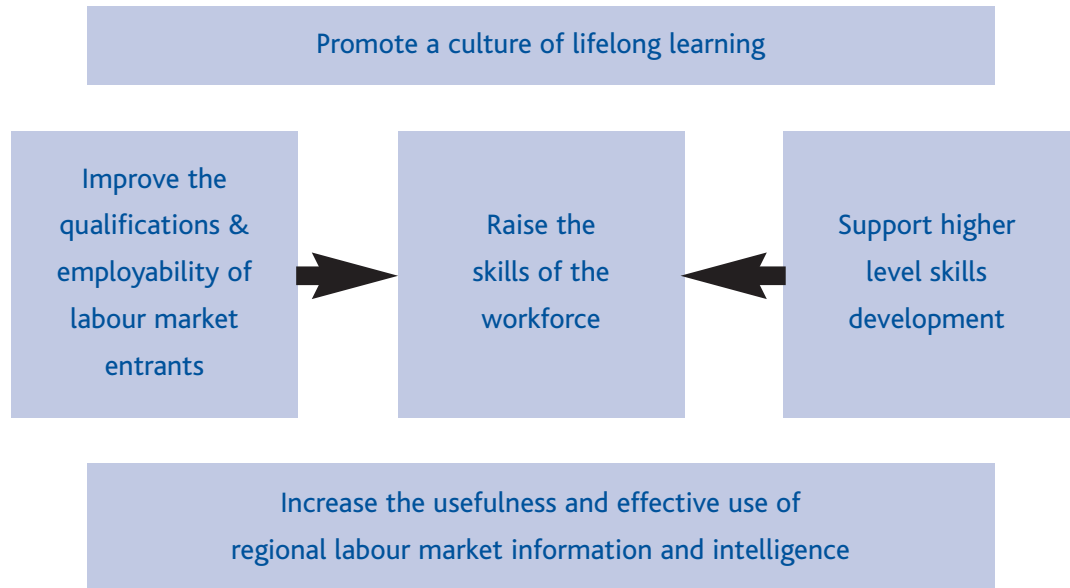 Promote a culture of lifelong learning
Improve the
qualifications &
employability of
labour market
entrants
Raise the
skills of the
workforce
Support higher
level skills
development
Increase the usefulness and effective use of
regional labour market information and intelligence